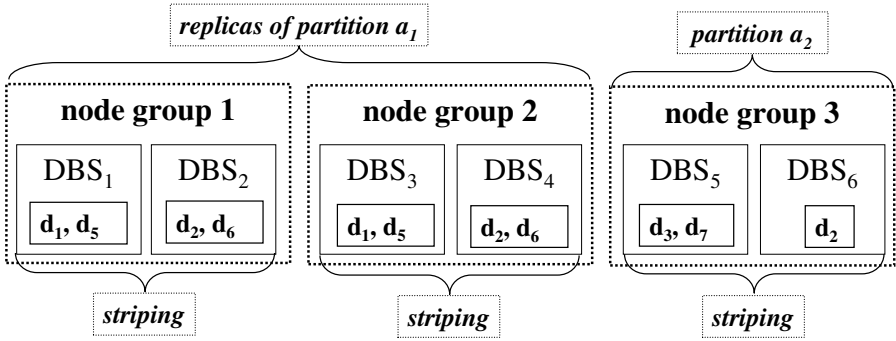 replicas of partition a₁
partition a₂
node group 1
node group 2
node group 3
DBS₁
DBS₂
DBS₃
DBS₄
DBS₅
DBS₆
d₁, d₅
d₂, d₆
d₁, d₅
d₂, d₆
d₃, d₇
d₂
striping
striping
striping